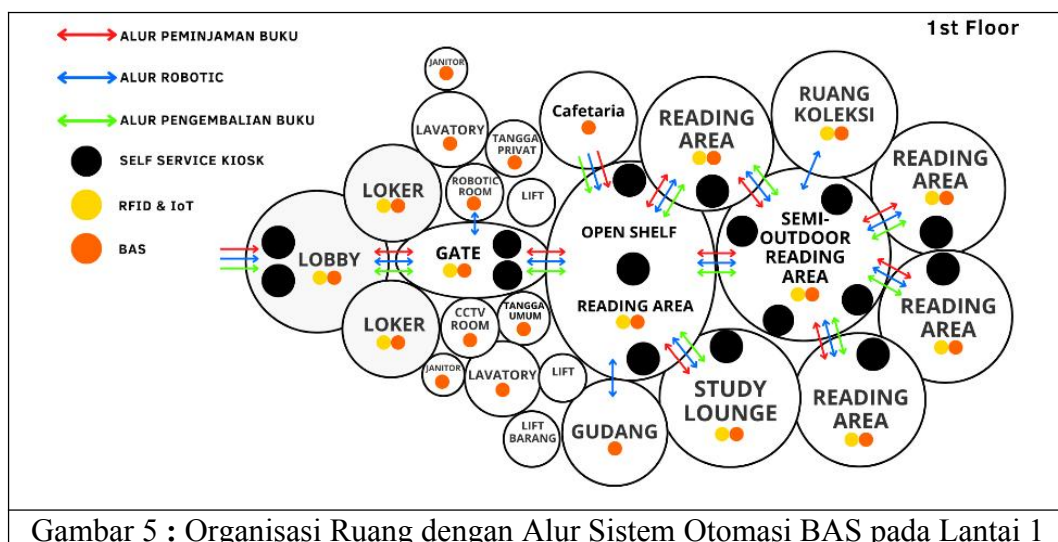 1st Floor
ALUR PEMINJAMAN BUKU
ALUR ROBOTIC
ALUR PENGEMBALIAN BUKU
SELF SERVICE KIOSK
RFID & IoT
BAS
JANITOR
LAVATORY
TANGGA
PRIVAT
LOKER
ROBOTIC
ROOM
LIFT
LOBBY
GATE
LOKER
CCTV
ROOM
TANGGA
UMUM
JANITOR
LAVATORY
LIFT
LIFT
BARANG
Cafetaria
OPEN SHELF
READING AREA
GUDANG
READING
AREA
RUANG
KOLEKSI
READING
AREA
SEMI-
OUTDOOR
READING
AREA
READING
AREA
STUDY
LOUNGE
READING
AREA
Gambar 5 : Organisasi Ruang dengan Alur Sistem Otomasi BAS pada Lantai 1